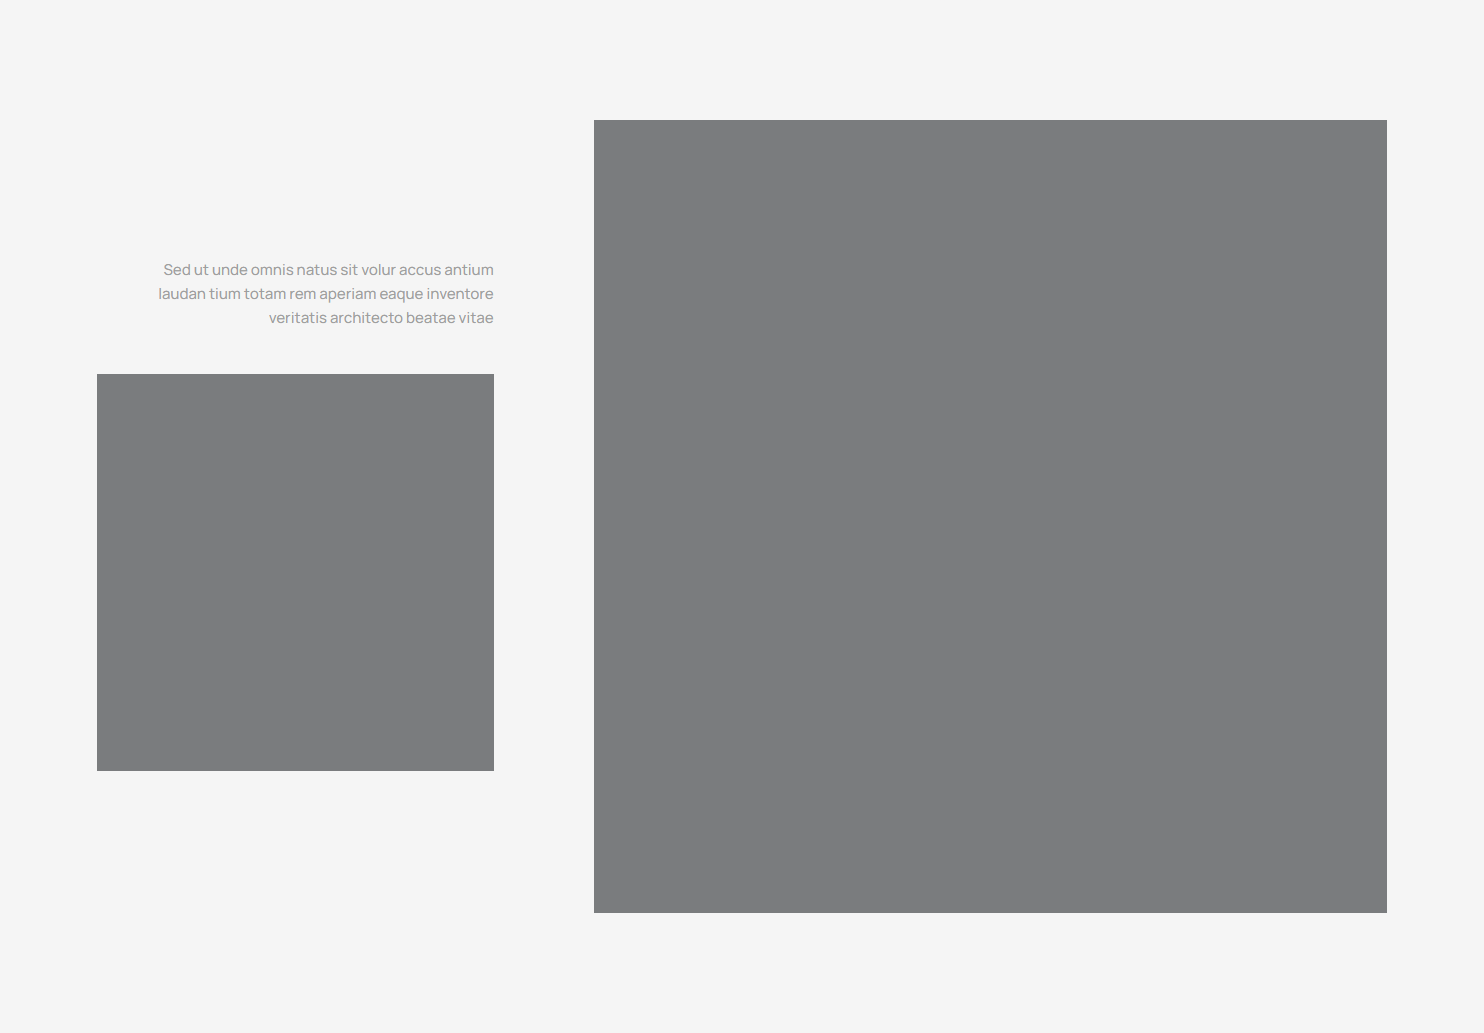 Sed ut unde omnis natus sit volur accus antium
laudan tium totam rem aperiam eaque inventore
veritatis architecto beatae vitae